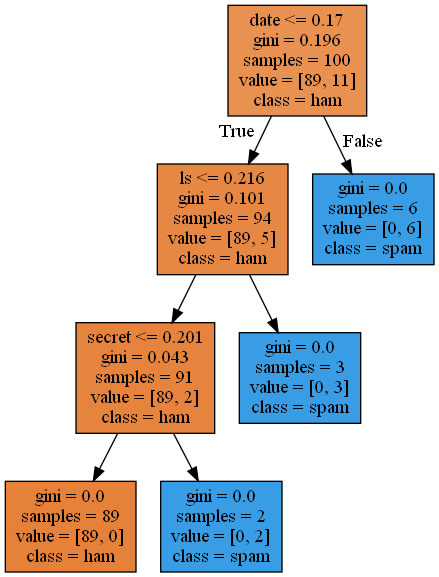 date <= 0.17
gini = 0.196
samples = 100
value = [89, 11]
class = ham
True
False
ls <= 0.216
gini = 0.101
samples = 94
value = [89, 5]
class = ham
gini = 0.0
samples = 6
value = [0, 6]
class = spam
secret <= 0.201
gini = 0.043
samples = 91
value = [89, 2]
class = ham
gini = 0.0
samples = 3
value = [0, 3]
class = spam
gini = 0.0
samples = 89
value = [89, 0]
class = ham
gini = 0.0
samples = 2
value = [0, 2]
class = spam